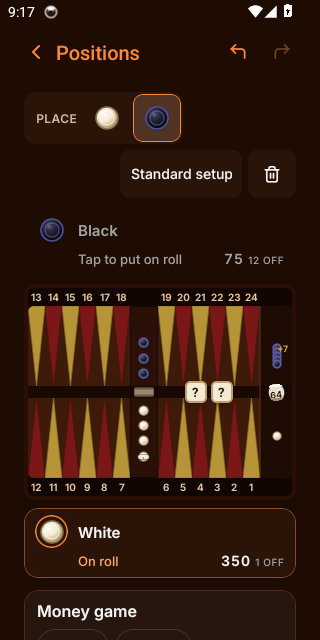 9:17
Positions
PLACE
Standard setup
Black
Tap to put on roll 75 12 OFF
13 14 15 16 17 18 19 20 21 22 23 24
+7
? ? 64
12 11 10 9 8 7 6 5 4 3 2 1
White
On roll 350 1 OFF
Money game